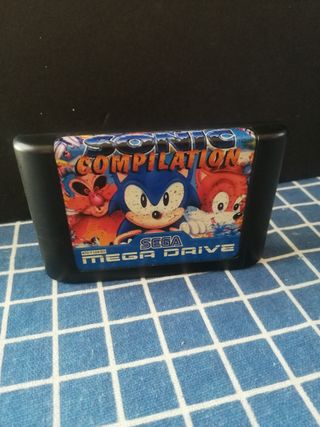 SONIC
COMPILATION
SEGA
MEGA DRIVE